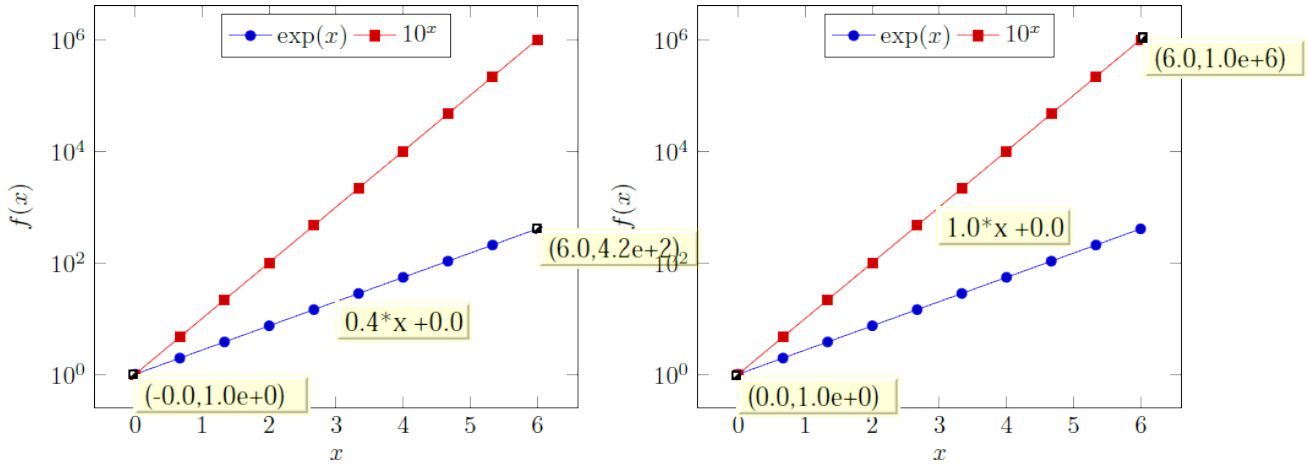 exp(x) 10^x
10^6
10^4
10^2
10^0
f(x)
(6.0,4.2e+2)
0.4*x +0.0
(-0.0,1.0e+0)
0 1 2 3 4 5 6
x
exp(x) 10^x
10^6
10^4
10^2
10^0
f(x)
(6.0,1.0e+6)
1.0*x +0.0
(0.0,1.0e+0)
0 1 2 3 4 5 6
x